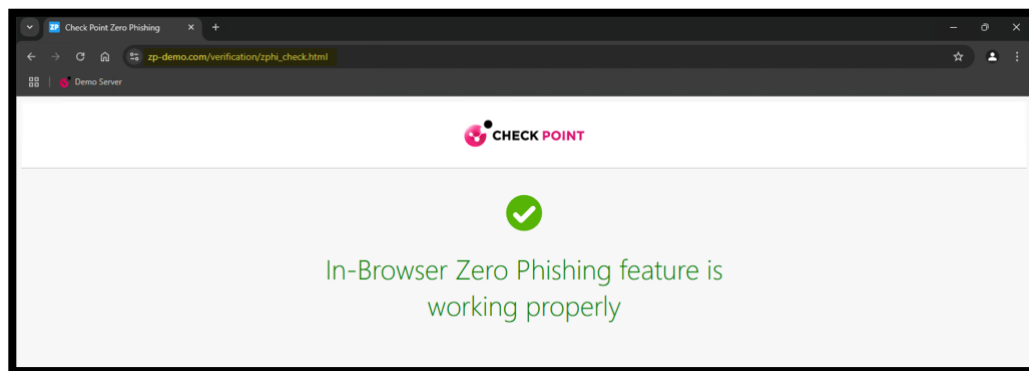 ZP Check Point Zero Phishing
zp-demo.com/verification/zphi_check.html
Demo Server
CHECK POINT
In-Browser Zero Phishing feature is
working properly